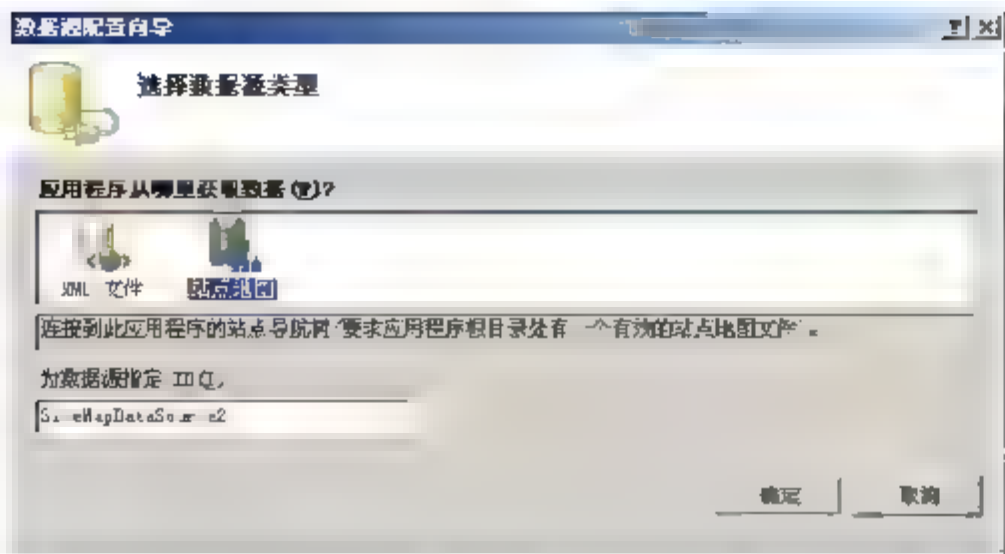 数据源配置向导
选择数据源类型
应用程序从哪里获取数据(W)?
XML 文件
站点地图
连接到此应用程序的站点导航树(要求应用程序根目录处有一个有效的站点地图文件)。
为数据源指定 ID(I):
SiteMapDataSource2
确定
取消